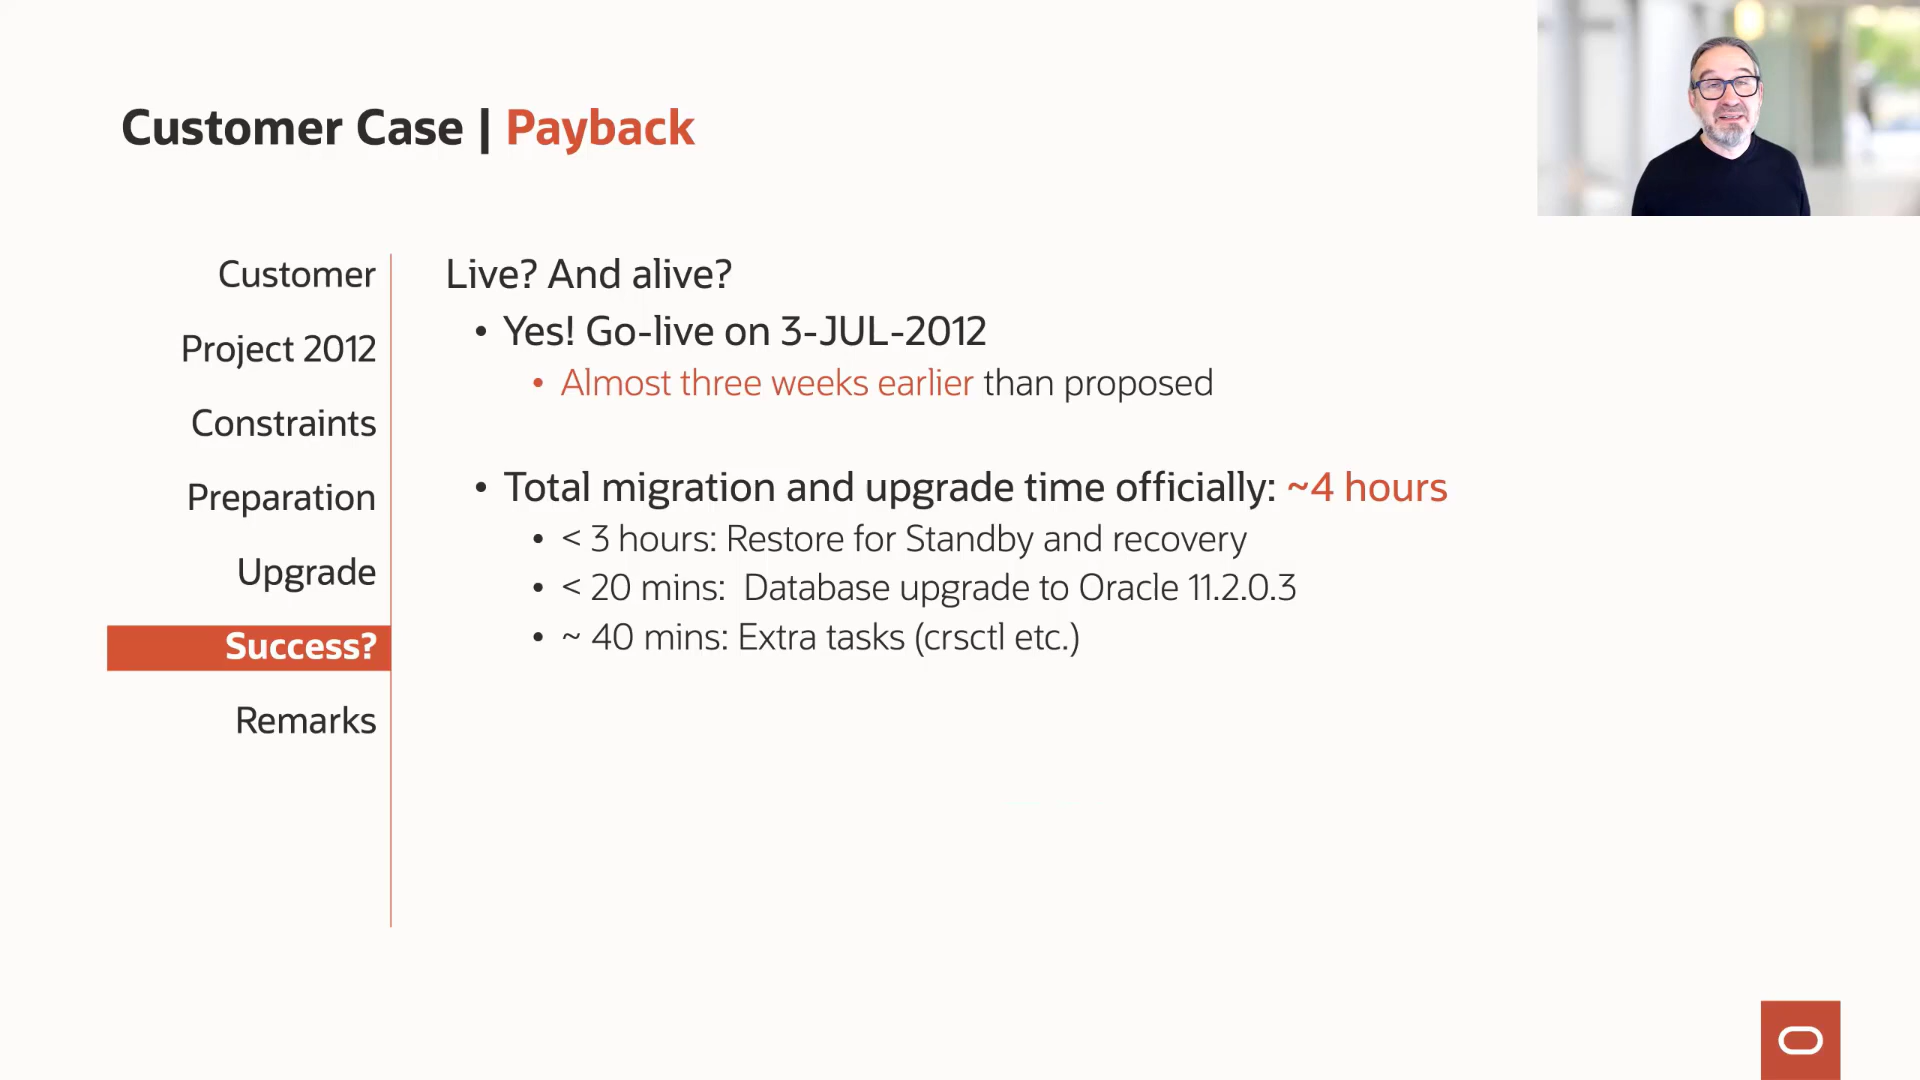 Customer Case | Payback
Customer
Project 2012
Constraints
Preparation
Upgrade
Success?
Remarks
Live? And alive?
• Yes! Go-live on 3-JUL-2012
• Almost three weeks earlier than proposed
• Total migration and upgrade time officially: ~4 hours
• < 3 hours: Restore for Standby and recovery
• < 20 mins: Database upgrade to Oracle 11.2.0.3
• ~ 40 mins: Extra tasks (crsctl etc.)